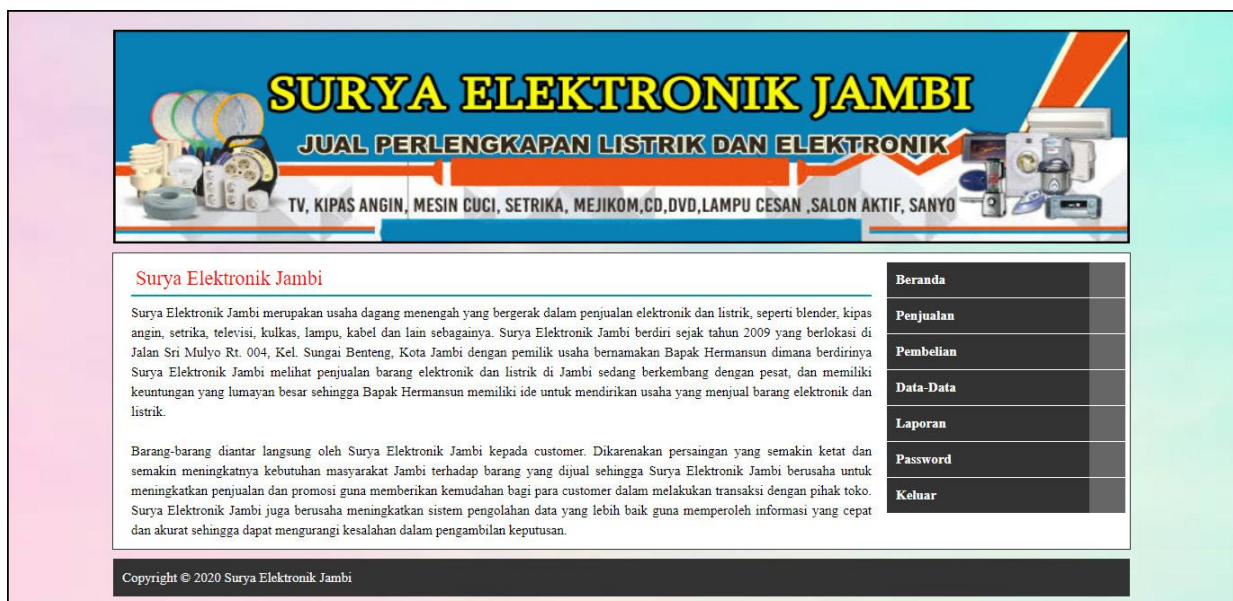 SURYA ELEKTRONIK JAMBI
JUAL PERLENGKAPAN LISTRIK DAN ELEKTRONIK
TV, KIPAS ANGIN, MESIN CUCI, SETRIKA, MEJIKOM,CD,DVD,LAMPU CESAN ,SALON AKTIF, SANYO
Surya Elektronik Jambi
Surya Elektronik Jambi merupakan usaha dagang menengah yang bergerak dalam penjualan elektronik dan listrik, seperti blender, kipas
angin, setrika, televisi, kulkas, lampu, kabel dan lain sebagainya. Surya Elektronik Jambi berdiri sejak tahun 2009 yang berlokasi di
Jalan Sri Mulyo Rt. 004, Kel. Sungai Benteng, Kota Jambi dengan pemilik usaha bernamakan Bapak Hermansun dimana berdirinya
Surya Elektronik Jambi melihat penjualan barang elektronik dan listrik di Jambi sedang berkembang dengan pesat, dan memiliki
keuntungan yang lumayan besar sehingga Bapak Hermansun memiliki ide untuk mendirikan usaha yang menjual barang elektronik dan
listrik.
Barang-barang diantar langsung oleh Surya Elektronik Jambi kepada customer. Dikarenakan persaingan yang semakin ketat dan
semakin meningkatnya kebutuhan masyarakat Jambi terhadap barang yang dijual sehingga Surya Elektronik Jambi berusaha untuk
meningkatkan penjualan dan promosi guna memberikan kemudahan bagi para customer dalam melakukan transaksi dengan pihak toko.
Surya Elektronik Jambi juga berusaha meningkatkan sistem pengolahan data yang lebih baik guna memperoleh informasi yang cepat
dan akurat sehingga dapat mengurangi kesalahan dalam pengambilan keputusan.
Beranda
Penjualan
Pembelian
Data-Data
Laporan
Password
Keluar
Copyright © 2020 Surya Elektronik Jambi